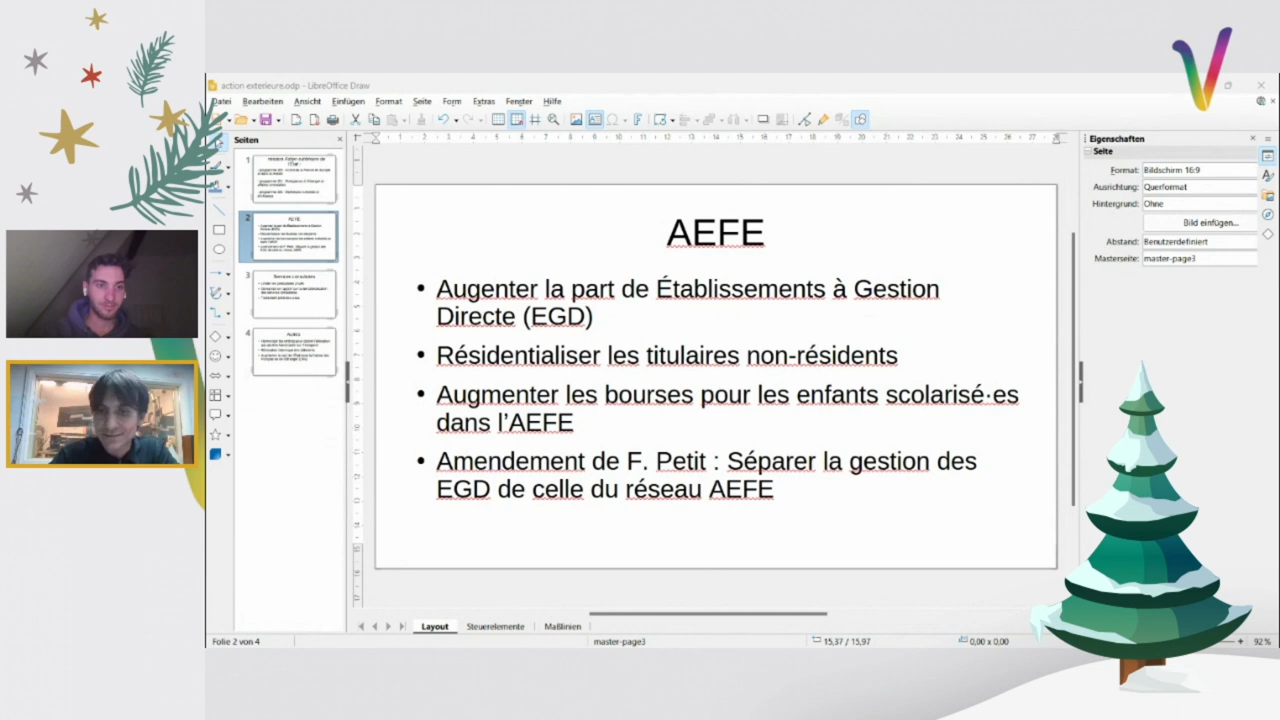 action exterieure.odp - LibreOffice Draw
Datei Bearbeiten Ansicht Einfügen Format Seite Form Extras Fenster Hilfe
Seiten
Eigenschaften
Seite
Format: Bildschirm 16:9
Ausrichtung: Querformat
Hintergrund: Ohne
Bild einfügen...
Abstand: Benutzerdefiniert
Masterseite: master-page3
1
2
3
4
AEFE
• Augenter la part de Établissements à Gestion
Directe (EGD)
• Résidentialiser les titulaires non-résidents
• Augmenter les bourses pour les enfants scolarisé·es
dans l’AEFE
• Amendement de F. Petit : Séparer la gestion des
EGD de celle du réseau AEFE
Layout Steuerelemente Maßlinien
Folie 2 von 4 master-page3 15,37 / 15,97 0,00 x 0,00 92%